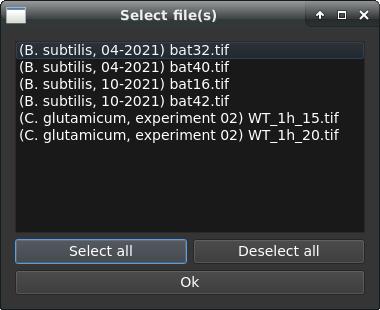 Select file(s)
(B. subtilis, 04-2021) bat32.tif
(B. subtilis, 04-2021) bat40.tif
(B. subtilis, 10-2021) bat16.tif
(B. subtilis, 10-2021) bat42.tif
(C. glutamicum, experiment 02) WT_1h_15.tif
(C. glutamicum, experiment 02) WT_1h_20.tif
Select all
Deselect all
Ok